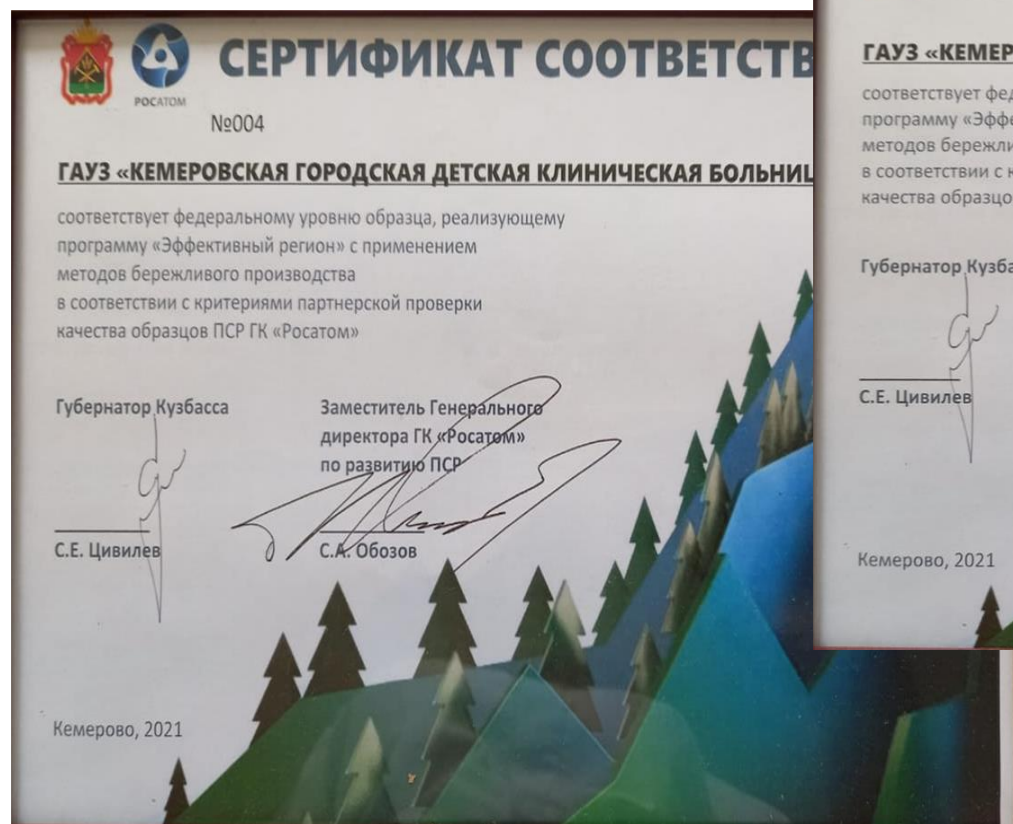 РОСАТОМ
СЕРТИФИКАТ СООТВЕТСТВ
№004
ГАУЗ «КЕМЕРОВСКАЯ ГОРОДСКАЯ ДЕТСКАЯ КЛИНИЧЕСКАЯ БОЛЬНИЦ
соответствует федеральному уровню образца, реализующему
программу «Эффективный регион» с применением
методов бережливого производства
в соответствии с критериями партнерской проверки
качества образцов ПСР ГК «Росатом»
Губернатор Кузбасса
С.Е. Цивилев
Заместитель Генерального
директора ГК «Росатом»
по развитию ПСР
С.А. Обозов
Кемерово, 2021
ГАУЗ «КЕМЕР
соответствует фед
программу «Эффе
методов бережли
в соответствии с к
качества образцо
Губернатор Кузба
С.Е. Цивилев
Кемерово, 2021